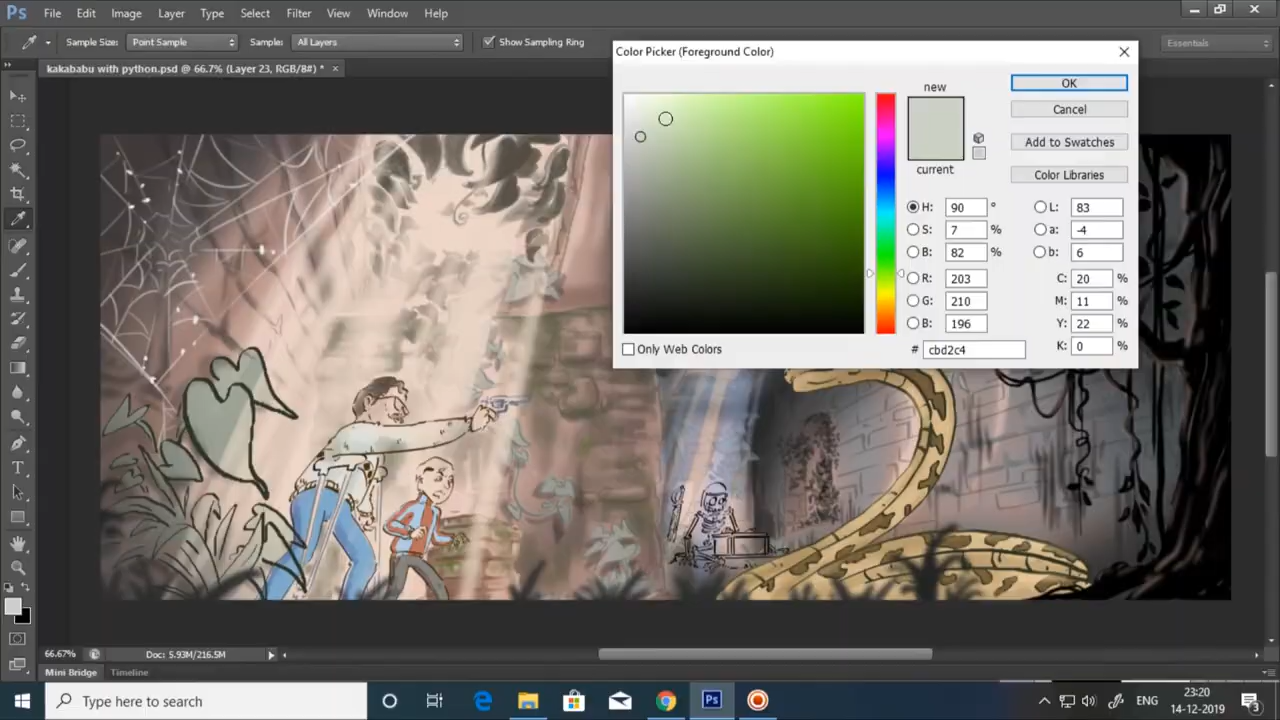 Ps File Edit Image Layer Type Select Filter View Window Help
Sample Size: Point Sample Sample: All Layers Show Sampling Ring Essentials
kakababu with python.psd @ 66.7% (Layer 23, RGB/8#) * ×
Color Picker (Foreground Color)
new
current
OK
Cancel
Add to Swatches
Color Libraries
H: 90 °
S: 7 %
B: 82 %
R: 203
G: 210
B: 196
# cbd2c4
L: 83
a: -4
b: 6
C: 20 %
M: 11 %
Y: 22 %
K: 0 %
Only Web Colors
66.67% Doc: 5.93M/216.5M
Mini Bridge Timeline
Type here to search
Ps
ENG
23:20
14-12-2019
3